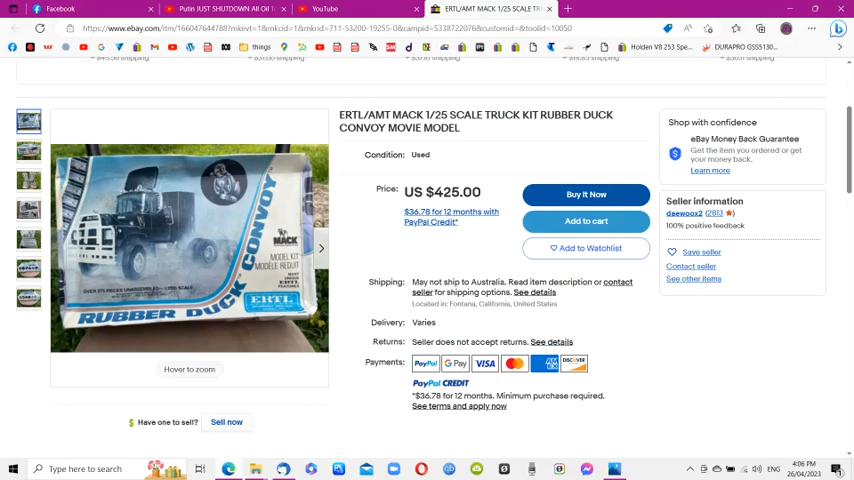 Facebook
Putin JUST SHUTDOWN All Oil T
YouTube
ERTL/AMT MACK 1/25 SCALE TR
https://www.ebay.com/itm/166047644788?mkevt=1&mkcid=1&mkrid=711-53200-19255-0&campid=5338722076&customid=&toolid=10050
things
Holden V8 253 Spe...
DURAPRO GSS5130...
ERTL/AMT MACK 1/25 SCALE TRUCK KIT RUBBER DUCK
CONVOY MOVIE MODEL
Condition: Used
Price: US $425.00
$36.78 for 12 months with
PayPal Credit*
Buy It Now
Add to cart
Add to Watchlist
Shipping: May not ship to Australia. Read item description or contact
seller for shipping options. See details
Located in: Fontana, California, United States
Delivery: Varies
Returns: Seller does not accept returns. See details
Payments: PayPal G Pay VISA DISCOVER
PayPal CREDIT
*$36.78 for 12 months. Minimum purchase required.
See terms and apply now
Shop with confidence
eBay Money Back Guarantee
Get the item you ordered or get
your money back.
Learn more
Seller information
daewoox2 (2813)
100% positive feedback
Save seller
Contact seller
See other items
CONVOY
MACK
MODEL KIT
MODÈLE RÉDUIT
ERTL
RUBBER DUCK
Hover to zoom
Have one to sell? Sell now
Type here to search
ENG
4:06 PM
26/04/2023